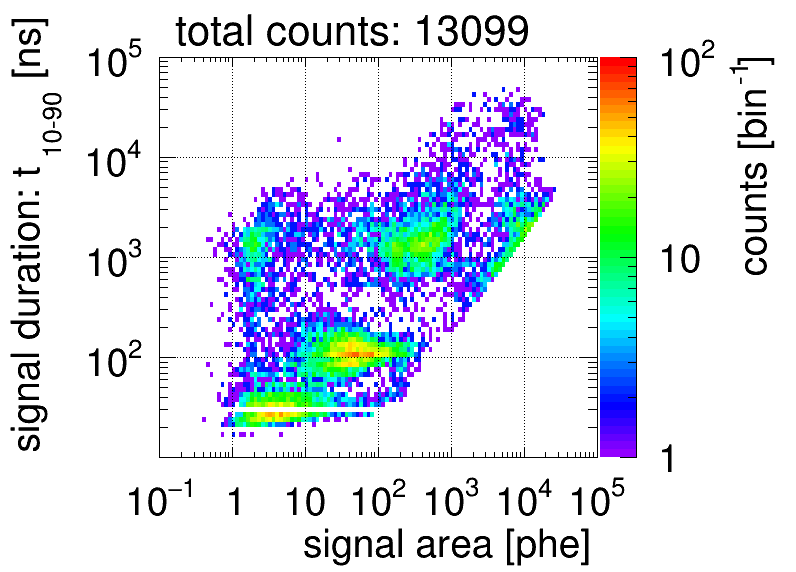 total counts: 13099
signal duration: t 10-90 [ns]
10^5
10^4
10^3
10^2
10^−1 1 10 10^2 10^3 10^4 10^5
signal area [phe]
10^2
10
1
counts [bin^-1]